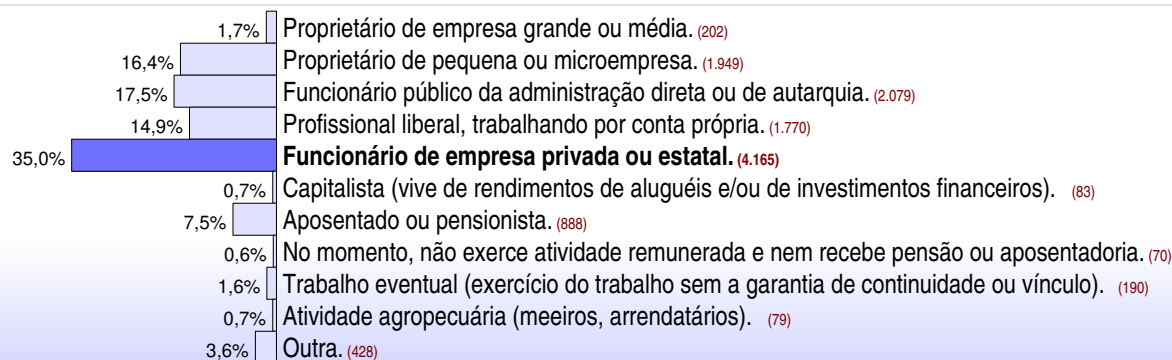 1,7% Proprietário de empresa grande ou média. (202)
16,4% Proprietário de pequena ou microempresa. (1.949)
17,5% Funcionário público da administração direta ou de autarquia. (2.079)
14,9% Profissional liberal, trabalhando por conta própria. (1.770)
35,0% Funcionário de empresa privada ou estatal. (4.165)
0,7% Capitalista (vive de rendimentos de aluguéis e/ou de investimentos financeiros). (83)
7,5% Aposentado ou pensionista. (888)
0,6% No momento, não exerce atividade remunerada e nem recebe pensão ou aposentadoria. (70)
1,6% Trabalho eventual (exercício do trabalho sem a garantia de continuidade ou vínculo). (190)
0,7% Atividade agropecuária (meeiros, arrendatários). (79)
3,6% Outra. (428)